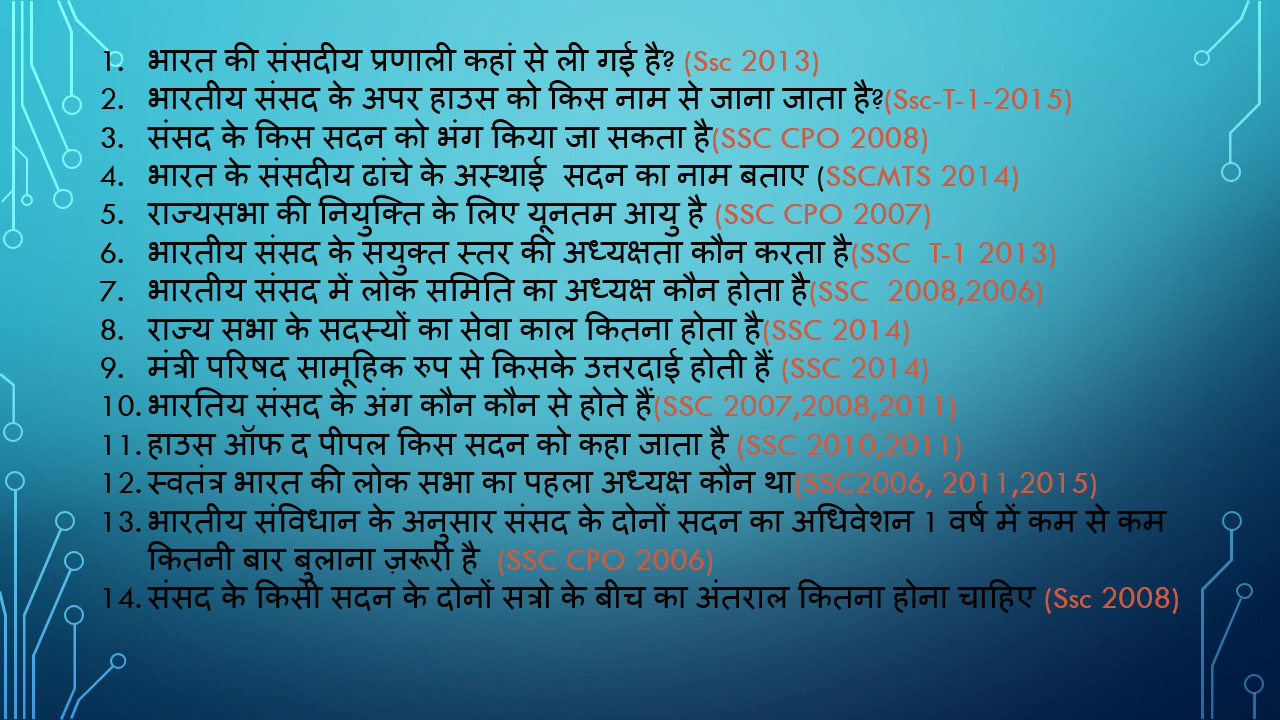 1. भारत की संसदीय प्रणाली कहां से ली गई है? (Ssc 2013)
2. भारतीय संसद के अपर हाउस को किस नाम से जाना जाता है?(Ssc-T-1-2015)
3. संसद के किस सदन को भंग किया जा सकता है(SSC CPO 2008)
4. भारत के संसदीय ढांचे के अस्थाई सदन का नाम बताए (SSCMTS 2014)
5. राज्यसभा की नियुक्ति के लिए यूनतम आयु है (SSC CPO 2007)
6. भारतीय संसद के सयुक्त स्तर की अध्यक्षता कौन करता है(SSC T-1 2013)
7. भारतीय संसद में लोक समिति का अध्यक्ष कौन होता है(SSC 2008,2006)
8. राज्य सभा के सदस्यों का सेवा काल कितना होता है(SSC 2014)
9. मंत्री परिषद सामूहिक रुप से किसके उत्तरदाई होती हैं (SSC 2014)
10. भारतिय संसद के अंग कौन कौन से होते हैं(SSC 2007,2008,2011)
11. हाउस ऑफ द पीपल किस सदन को कहा जाता है (SSC 2010,2011)
12. स्वतंत्र भारत की लोक सभा का पहला अध्यक्ष कौन था(SSC2006, 2011,2015)
13. भारतीय संविधान के अनुसार संसद के दोनों सदन का अधिवेशन 1 वर्ष में कम से कम
कितनी बार बुलाना ज़रूरी है (SSC CPO 2006)
14. संसद के किसी सदन के दोनों सत्रो के बीच का अंतराल कितना होना चाहिए (Ssc 2008)